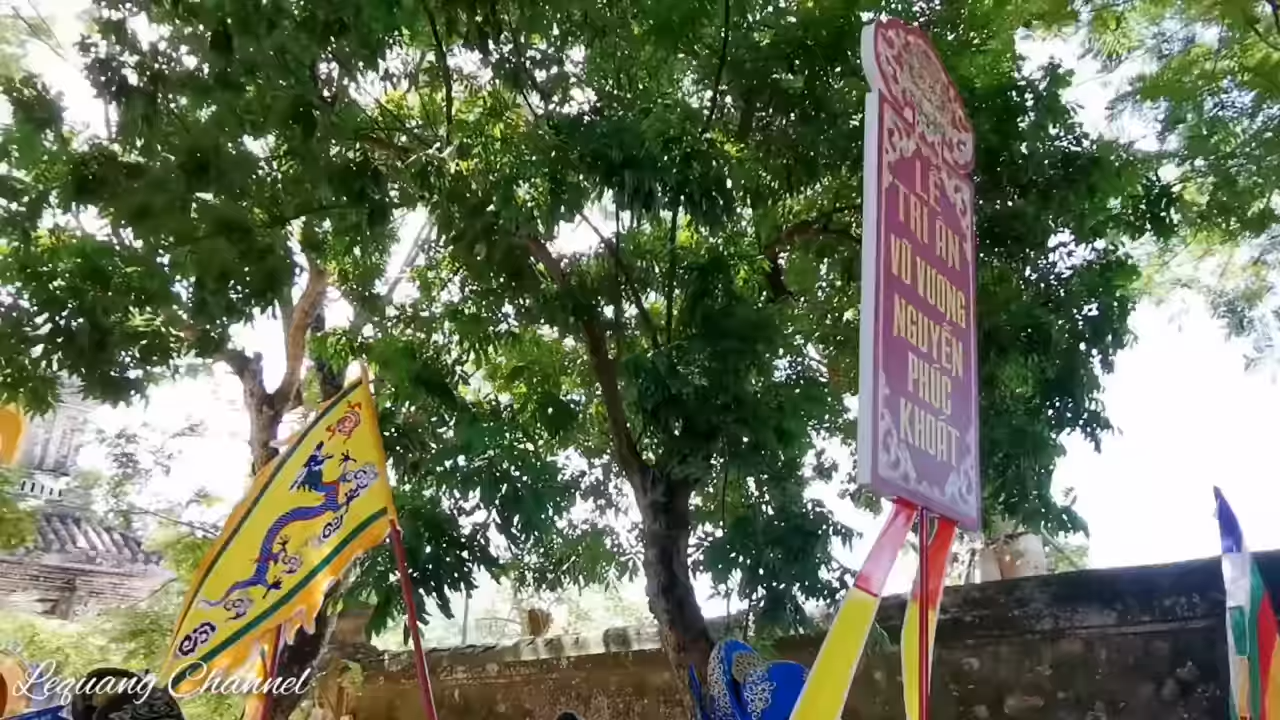 LỄ
TRI ÂN
VÕ VƯƠNG
NGUYỄN
PHÚC
KHOÁT
Lequang Channel